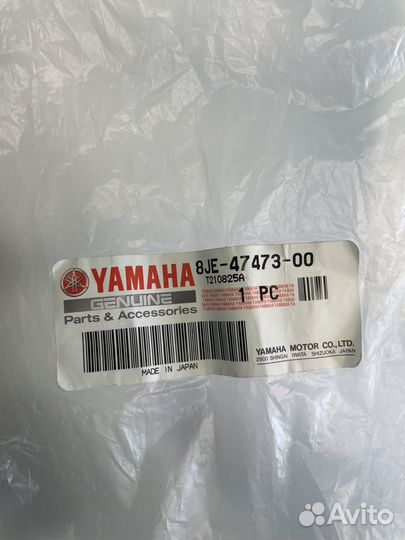 YAMAHA
GENUINE
Parts & Accessories
8JE-47473-00
T210825A
1 PC
MADE IN JAPAN
YAMAHA MOTOR CO.,LTD.
2500 SHINGAI IWATA SHIZUOKA, JAPAN
Avito